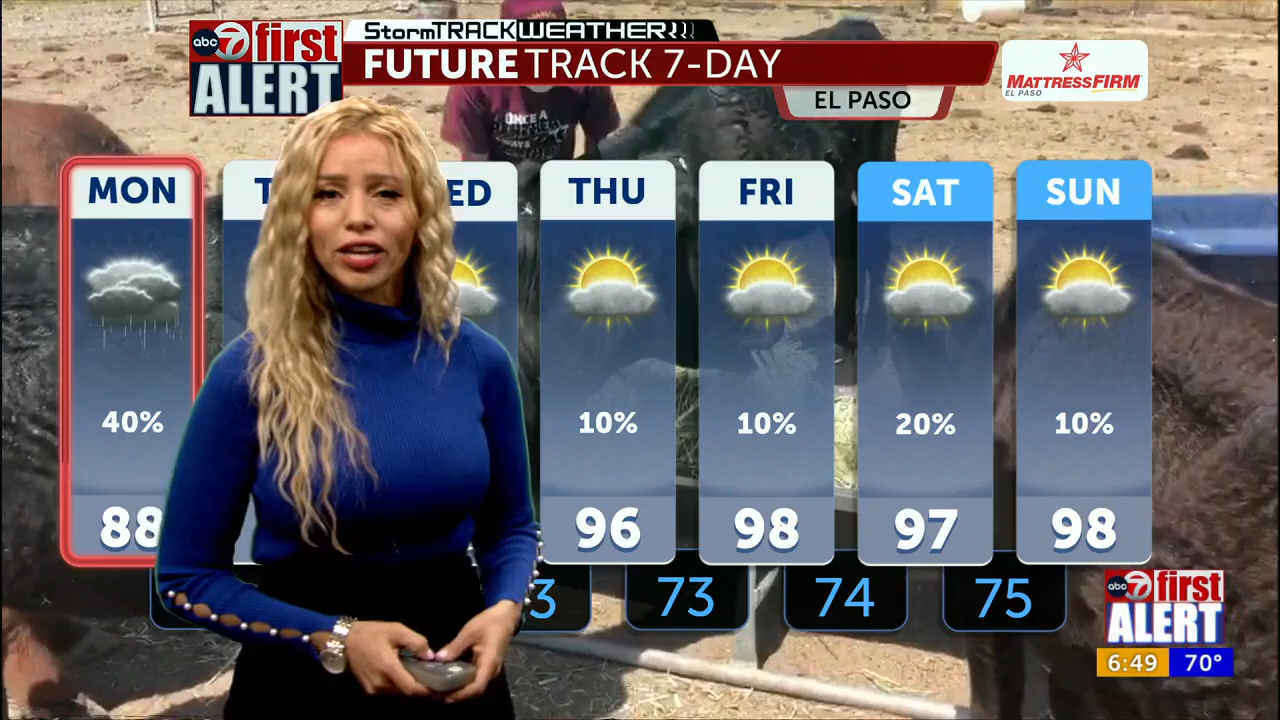 abc 7 first
ALERT
StormTRACKWEATHER
FUTURE TRACK 7-DAY
EL PASO
MATTRESSFIRM
EL PASO
ONCE A
ALWAYS
MON
T
ED
THU
FRI
SAT
SUN
40%
10%
10%
20%
10%
88
96
98
97
98
3
73
74
75
abc 7 first
ALERT
6:49 70°